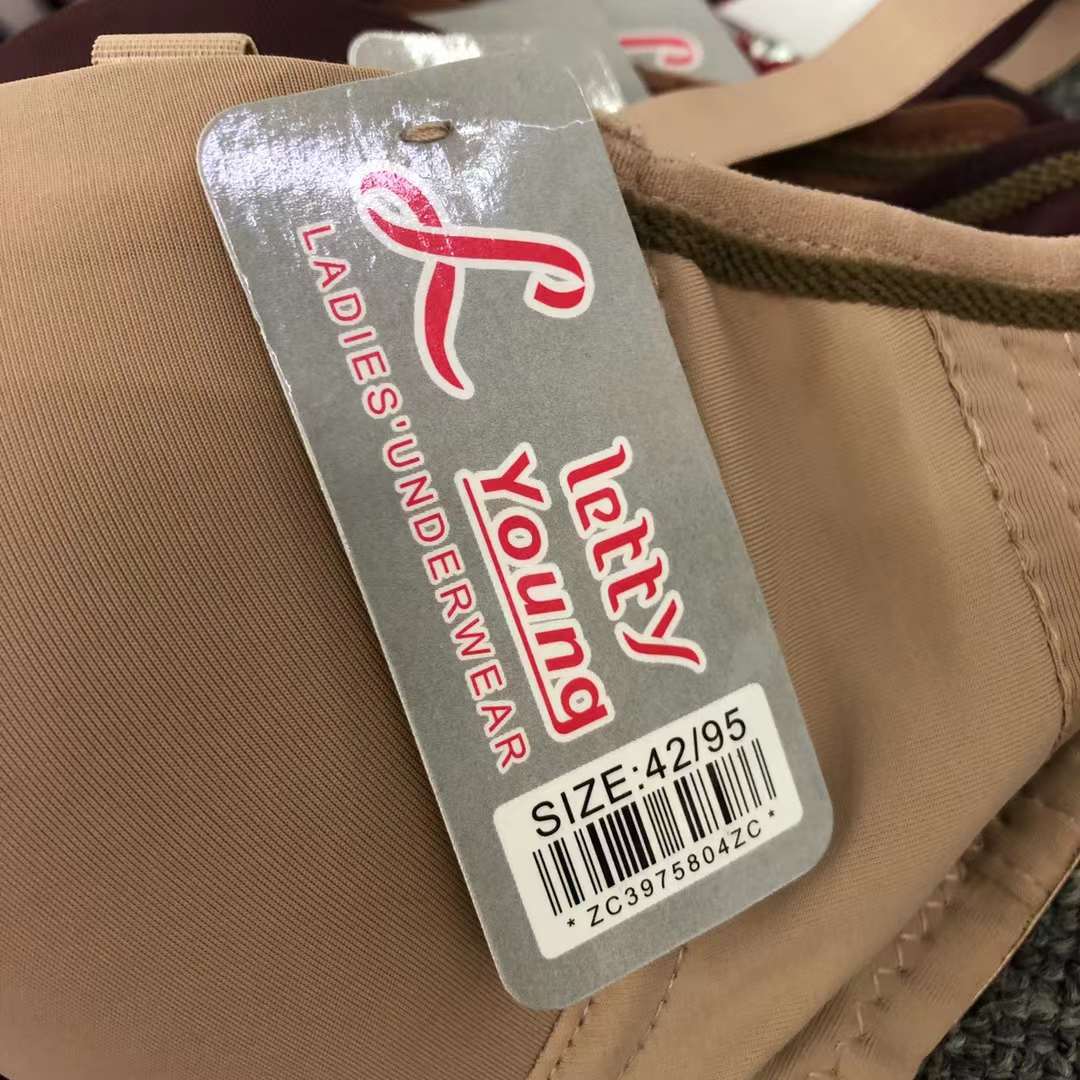 letty
Young
LADIES'UNDERWEAR
SIZE:42/95
*ZC3975804ZC*